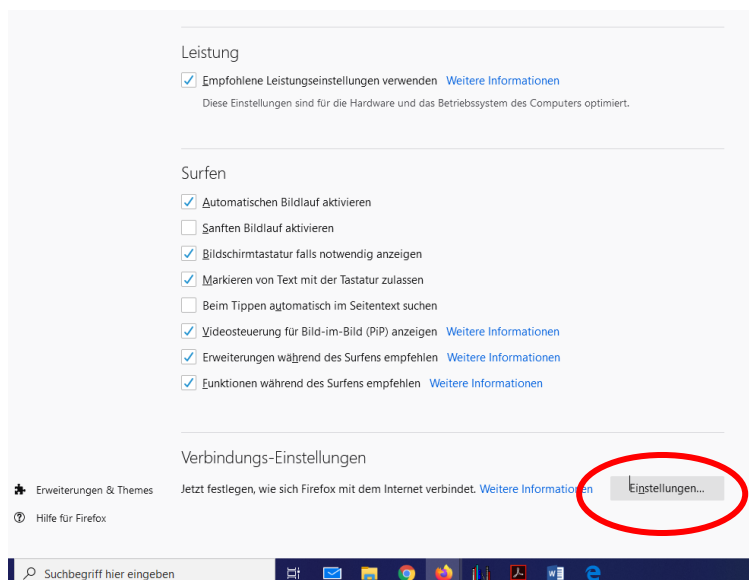 Leistung
Empfohlene Leistungseinstellungen verwenden Weitere Informationen
Diese Einstellungen sind für die Hardware und das Betriebssystem des Computers optimiert.
Surfen
Automatischen Bildlauf aktivieren
Sanften Bildlauf aktivieren
Bildschirmtastatur falls notwendig anzeigen
Markieren von Text mit der Tastatur zulassen
Beim Tippen automatisch im Seitentext suchen
Videosteuerung für Bild-im-Bild (PiP) anzeigen Weitere Informationen
Erweiterungen während des Surfens empfehlen Weitere Informationen
Funktionen während des Surfens empfehlen Weitere Informationen
Verbindungs-Einstellungen
Jetzt festlegen, wie sich Firefox mit dem Internet verbindet. Weitere Informationen Einstellungen...
Erweiterungen & Themes
Hilfe für Firefox
Suchbegriff hier eingeben